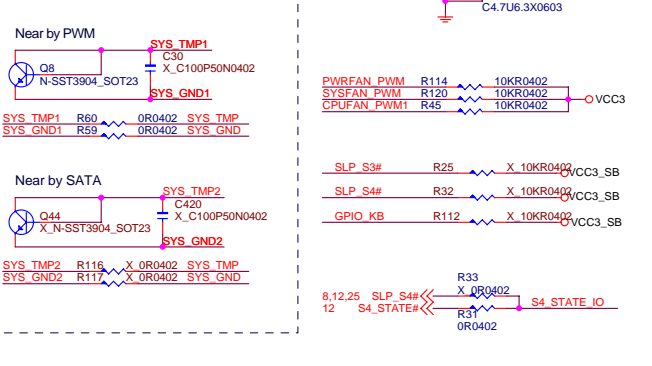 C4.7U6.3X0603
Near by PWM
SYS_TMP1
C30
X_C100P50N0402
Q8
N-SST3904_SOT23
SYS_GND1
SYS_TMP1 R60 0R0402 SYS_TMP
SYS_GND1 R59 0R0402 SYS_GND
Near by SATA
SYS_TMP2
C420
X_C100P50N0402
Q44
X_N-SST3904_SOT23
SYS_GND2
SYS_TMP2 R116 X_0R0402 SYS_TMP
SYS_GND2 R117 X_0R0402 SYS_GND
PWRFAN_PWM R114 10KR0402
SYSFAN_PWM R120 10KR0402
VCC3
CPUFAN_PWM1 R45 10KR0402
SLP_S3# R25 X_10KR0402 VCC3_SB
SLP_S4# R32 X_10KR0402 VCC3_SB
GPIO_KB R112 X_10KR0402 VCC3_SB
R33
X_0R0402
8,12,25 SLP_S4#
12 S4_STATE#
S4_STATE_IO
R31
0R0402